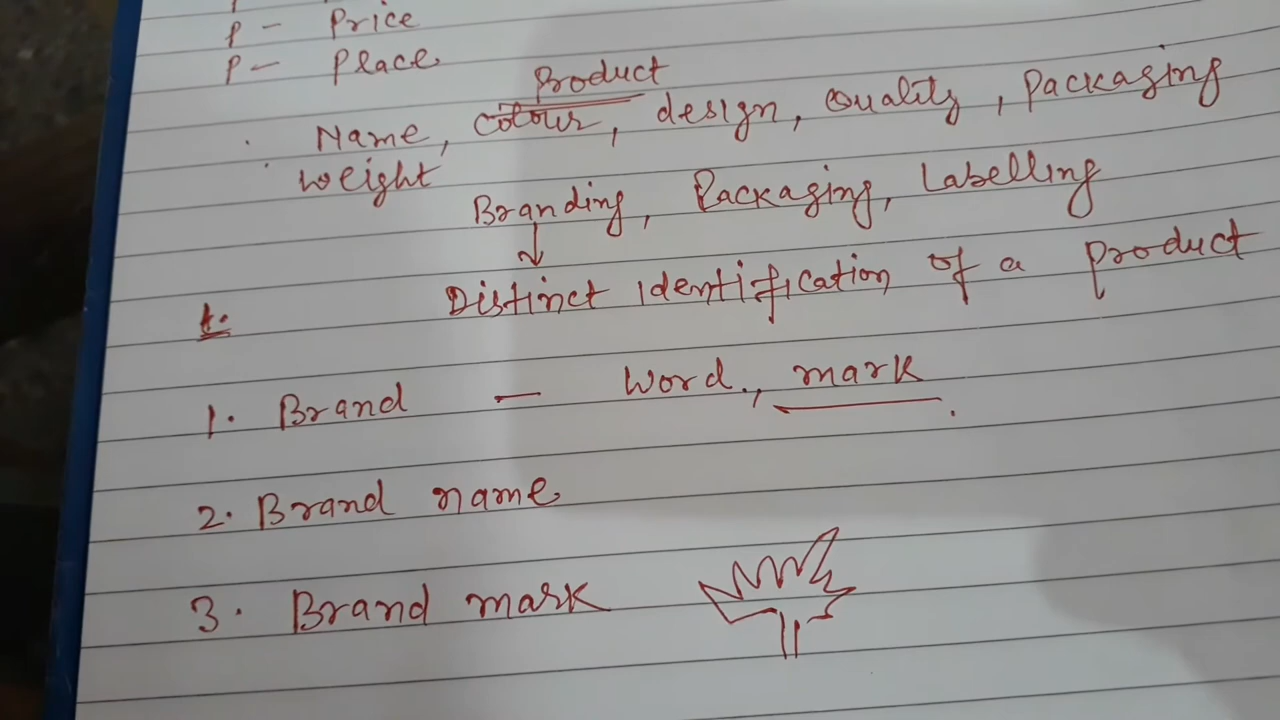 P - Price
P - Place
Product
Name, colour, design, Quality, Packaging
weight
Branding, Packaging, Labelling
Distinct identification of a product
1.
1. Brand - Word, mark.
2. Brand name
3. Brand mark